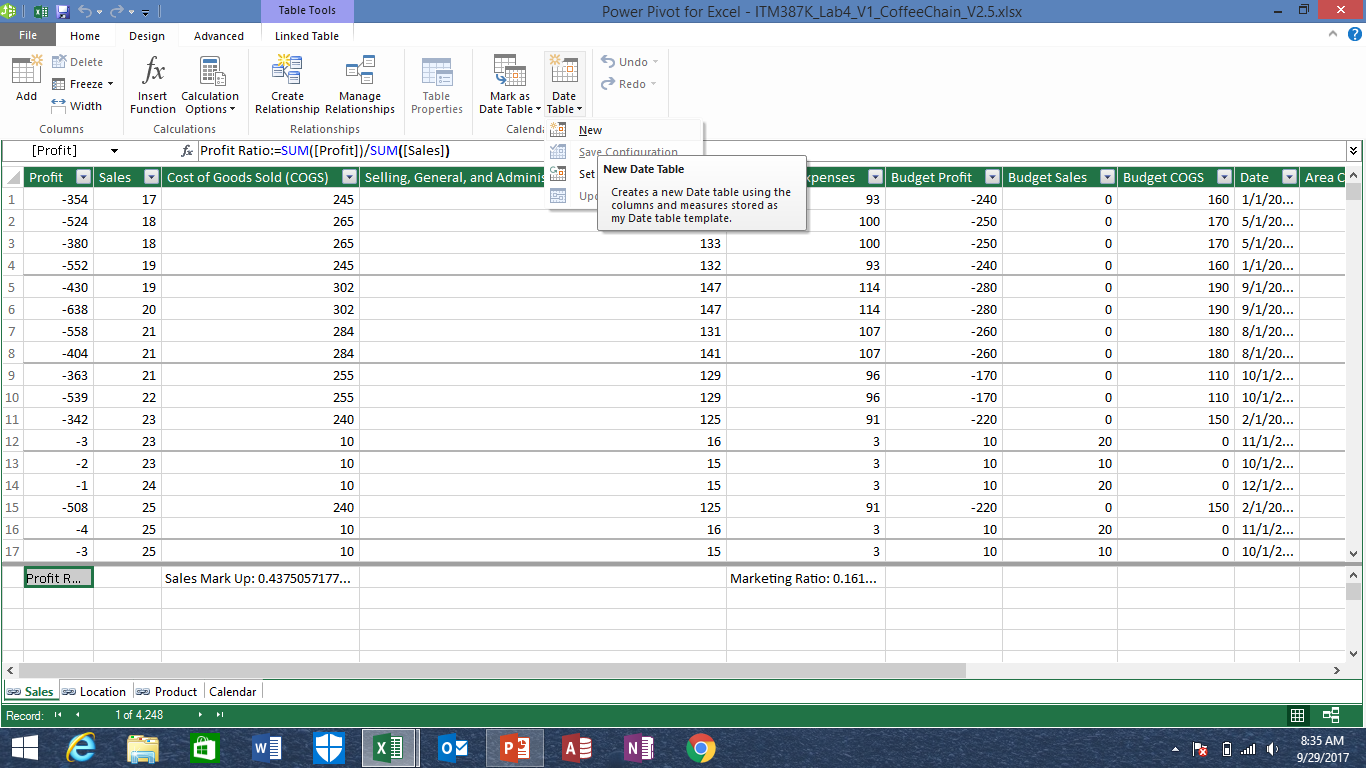 Table Tools
Power Pivot for Excel - ITM387K_Lab4_V1_CoffeeChain_V2.5.xlsx
File Home Design Advanced Linked Table
Add
Delete
Freeze
Width
Columns
Insert Function
Calculation Options
Calculations
Create Relationship
Manage Relationships
Relationships
Table Properties
Mark as Date Table
Date Table
Calenda
Undo
Redo
New
Save Configuration
Set
Upd
New Date Table
Creates a new Date table using the
columns and measures stored as
my Date table template.
[Profit] fx Profit Ratio:=SUM([Profit])/SUM([Sales])
Profit Sales Cost of Goods Sold (COGS) Selling, General, and Adminis xpenses Budget Profit Budget Sales Budget COGS Date Area C
1 -354 17 245 93 -240 0 160 1/1/20...
2 -524 18 265 100 -250 0 170 5/1/20...
3 -380 18 265 133 100 -250 0 170 5/1/20...
4 -552 19 245 132 93 -240 0 160 1/1/20...
5 -430 19 302 147 114 -280 0 190 9/1/20...
6 -638 20 302 147 114 -280 0 190 9/1/20...
7 -558 21 284 131 107 -260 0 180 8/1/20...
8 -404 21 284 141 107 -260 0 180 8/1/20...
9 -363 21 255 129 96 -170 0 110 10/1/2...
10 -539 22 255 129 96 -170 0 110 10/1/2...
11 -342 23 240 125 91 -220 0 150 2/1/20...
12 -3 23 10 16 3 10 20 0 11/1/2...
13 -2 23 10 15 3 10 10 0 10/1/2...
14 -1 24 10 15 3 10 20 0 12/1/2...
15 -508 25 240 125 91 -220 0 150 2/1/20...
16 -4 25 10 16 3 10 20 0 11/1/2...
17 -3 25 10 15 3 10 10 0 10/1/2...
Profit R... Sales Mark Up: 0.4375057177... Marketing Ratio: 0.161...
Sales Location Product Calendar
Record: 1 of 4,248
8:35 AM
9/29/2017